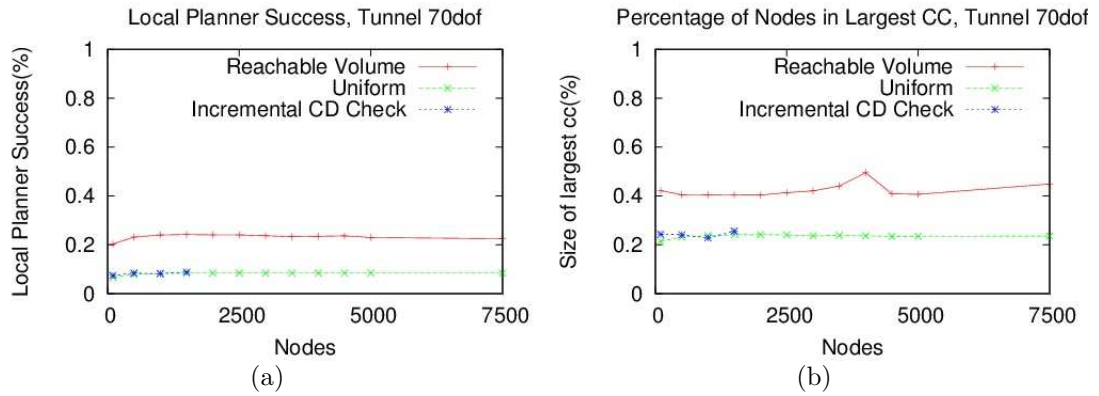 Local Planner Success, Tunnel 70dof
Local Planner Success(%)
1
0.8
0.6
0.4
0.2
0
Reachable Volume
Uniform
Incremental CD Check
0 2500 5000 7500
Nodes
(a)
Percentage of Nodes in Largest CC, Tunnel 70dof
Size of largest cc(%)
1
0.8
0.6
0.4
0.2
0
Reachable Volume
Uniform
Incremental CD Check
0 2500 5000 7500
Nodes
(b)